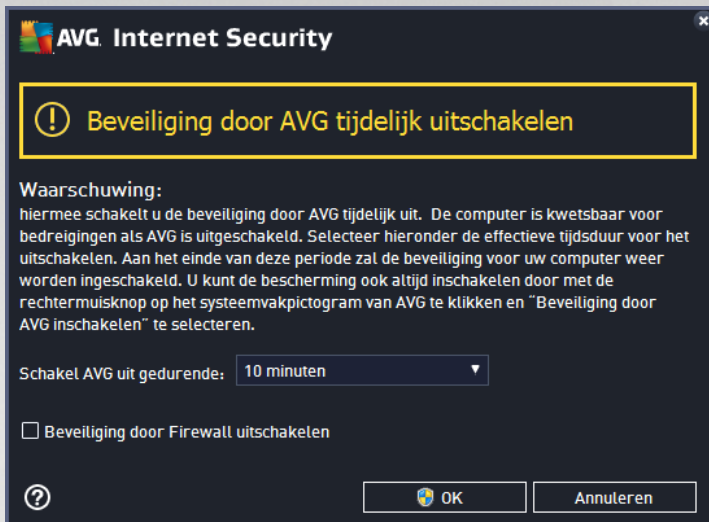 AVG. Internet Security
Beveiliging door AVG tijdelijk uitschakelen
Waarschuwing:
hiermee schakelt u de beveiliging door AVG tijdelijk uit.  De computer is kwetsbaar voor
bedreigingen als AVG is uitgeschakeld. Selecteer hieronder de effectieve tijdsduur voor het
uitschakelen. Aan het einde van deze periode zal de beveiliging voor uw computer weer
worden ingeschakeld. U kunt de bescherming ook altijd inschakelen door met de
rechtermuisknop op het systeemvakpictogram van AVG te klikken en "Beveiliging door
AVG inschakelen" te selecteren.
Schakel AVG uit gedurende: 10 minuten
Beveiliging door Firewall uitschakelen
OK Annuleren